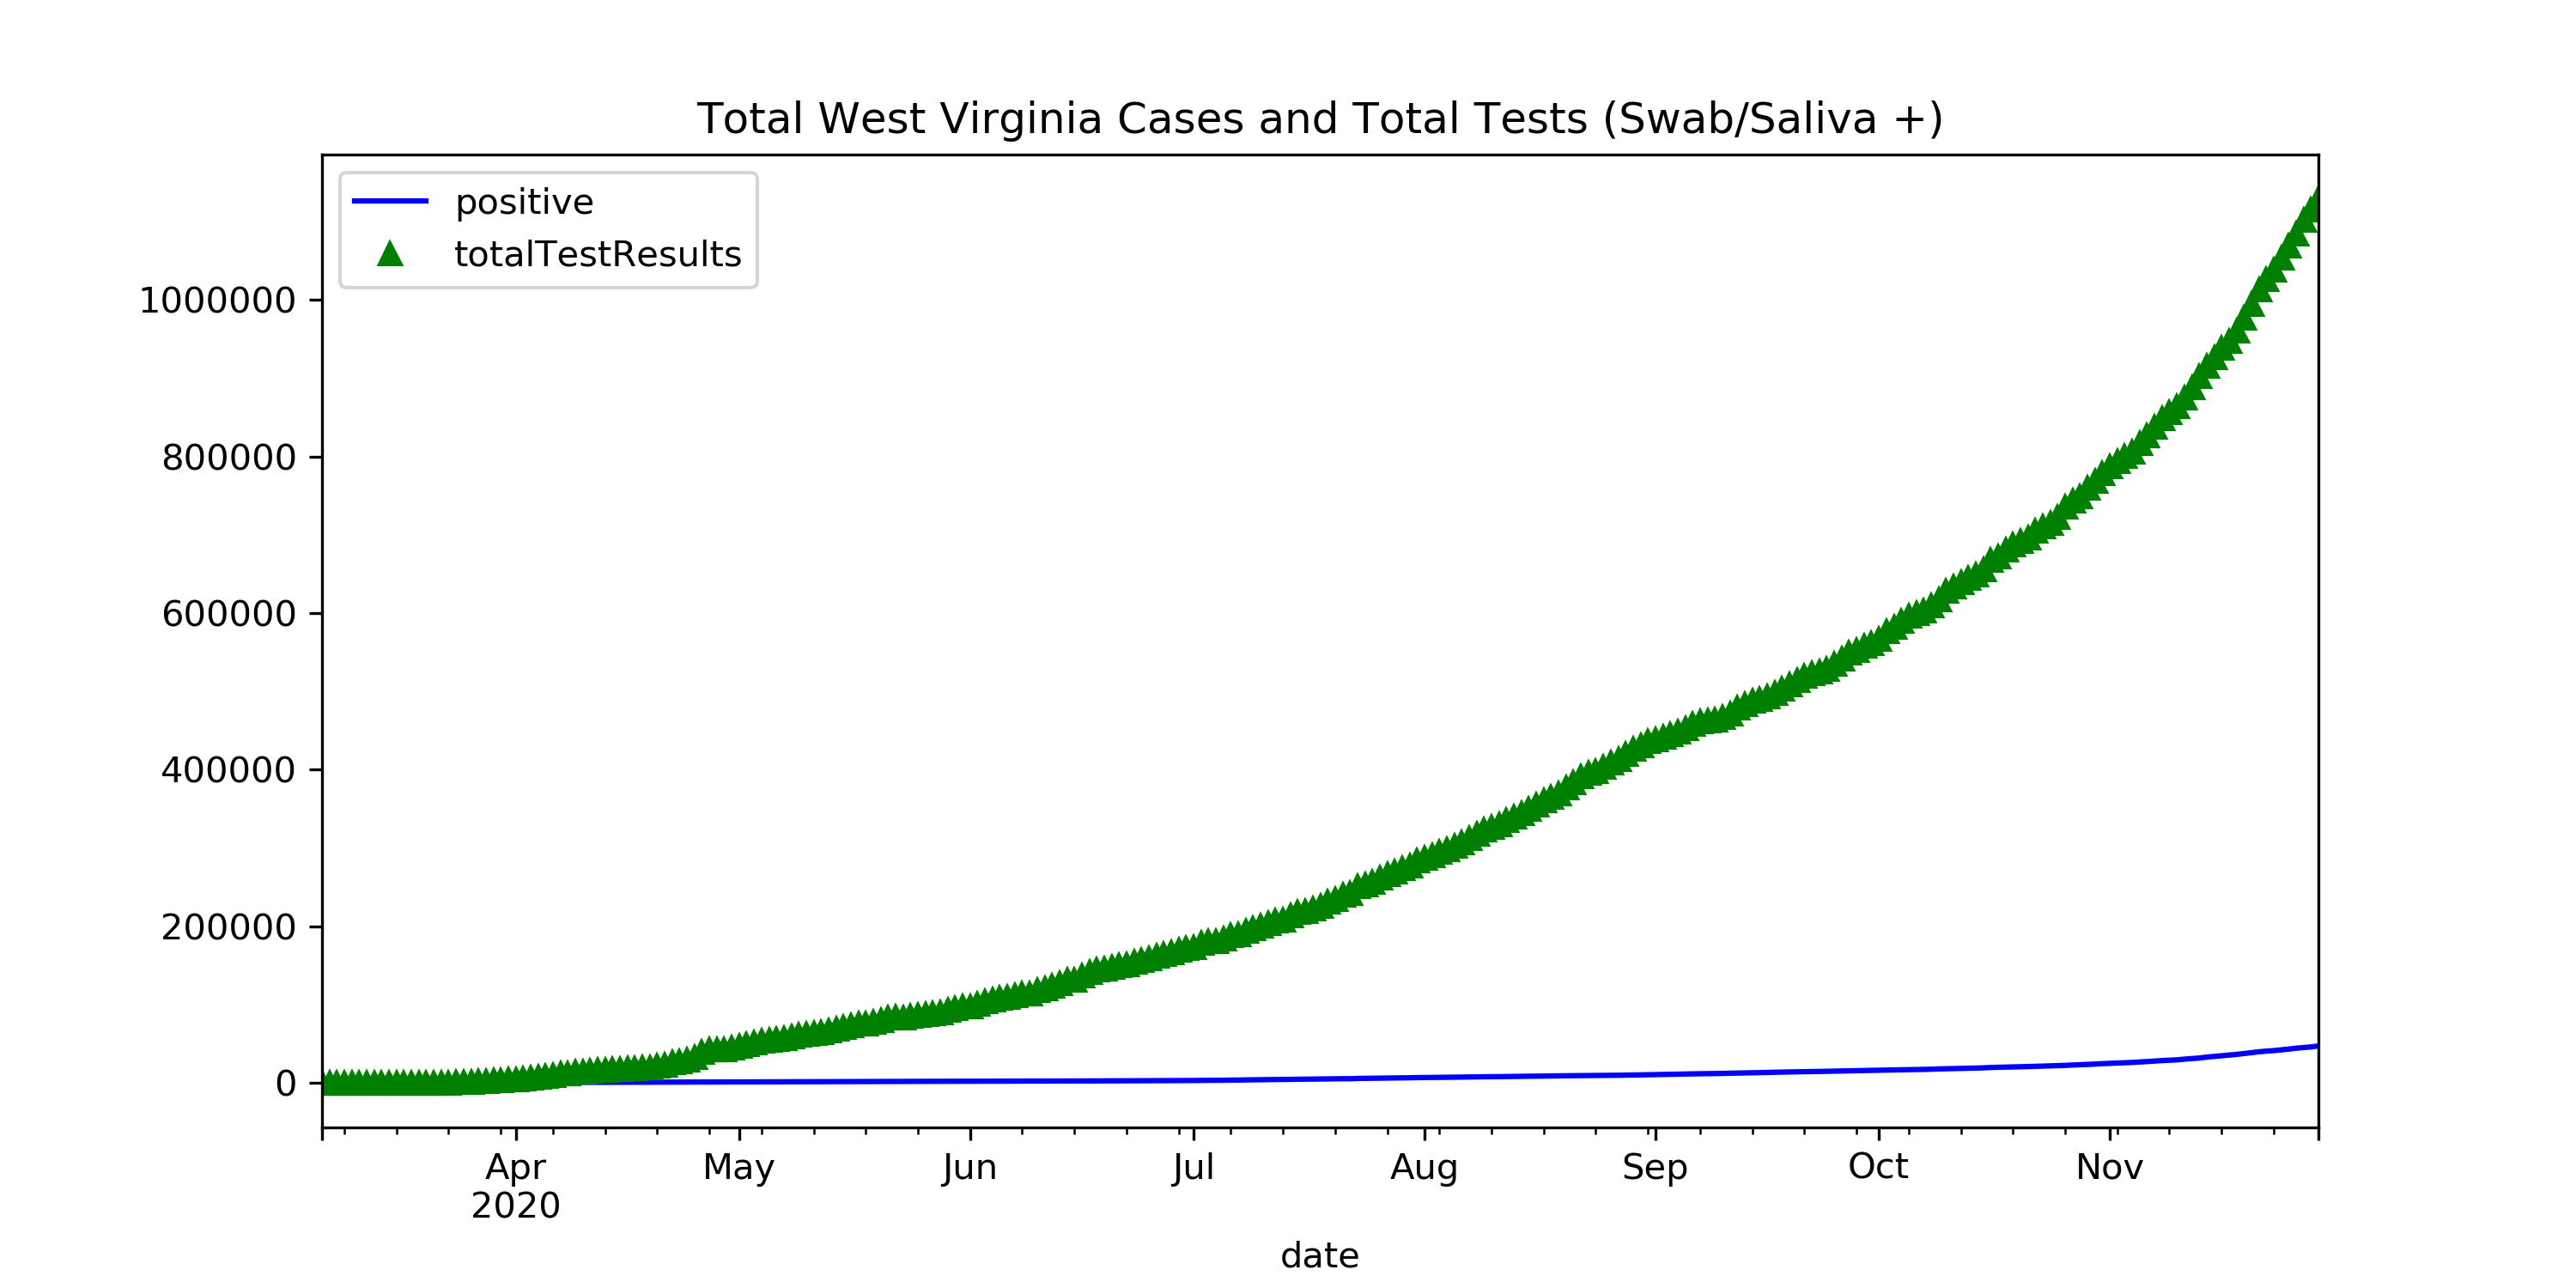 Total West Virginia Cases and Total Tests (Swab/Saliva +)
positive
totalTestResults
1000000
800000
600000
400000
200000
0
Apr May Jun Jul Aug Sep Oct Nov
2020
date